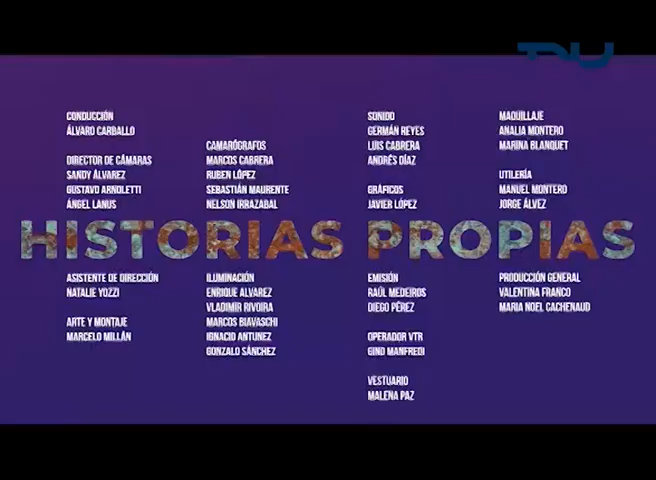 TNU
CONDUCCIÓN
ÁLVARO CARBALLO
DIRECTOR DE CÁMARAS
SANDY ÁLVAREZ
GUSTAVO ARNOLETTI
ÁNGEL LANUS
CAMARÓGRAFOS
MARCOS CABRERA
RUBEN LÓPEZ
SEBASTIÁN MAURENTE
NELSON IRRAZABAL
SONIDO
GERMÁN REYES
LUIS CABRERA
ANDRÉS DÍAZ
GRÁFICOS
JAVIER LÓPEZ
MAQUILLAJE
ANALIA MONTERO
MARINA BLANQUET
UTILERÍA
MANUEL MONTERO
JORGE ÁLVEZ
HISTORIAS PROPIAS
ASISTENTE DE DIRECCIÓN
NATALIE YOZZI
ARTE Y MONTAJE
MARCELO MILLÁN
ILUMINACIÓN
ENRIQUE ALVAREZ
VLADIMIR RIVOIRA
MARCOS BIAVASCHI
IGNACIO ANTUNEZ
GONZALO SÁNCHEZ
EMISIÓN
RAÚL MEDEIROS
DIEGO PÉREZ
OPERADOR VTR
GINO MANFREDI
VESTUARIO
MALENA PAZ
PRODUCCIÓN GENERAL
VALENTINA FRANCO
MARIA NOEL CACHENAUD